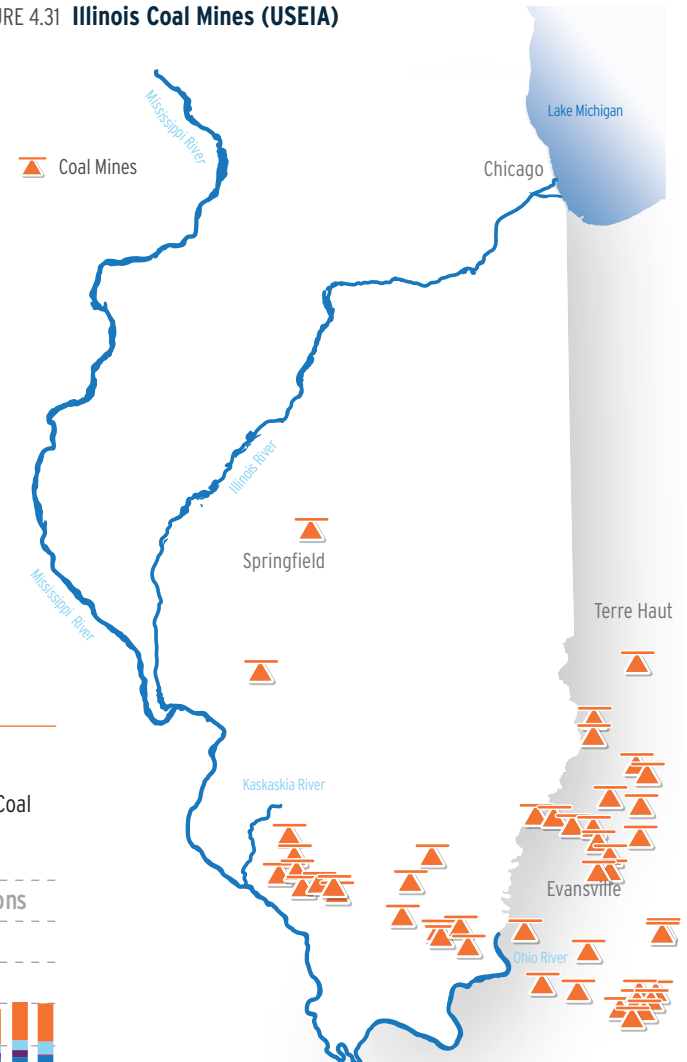 URE 4.31 Illinois Coal Mines (USEIA)
Mississippi River
Lake Michigan
Coal Mines
Chicago
Illinois River
Springfield
Mississippi River
Terre Haut
Kaskaskia River
Coal
Evansville
ons
Ohio River